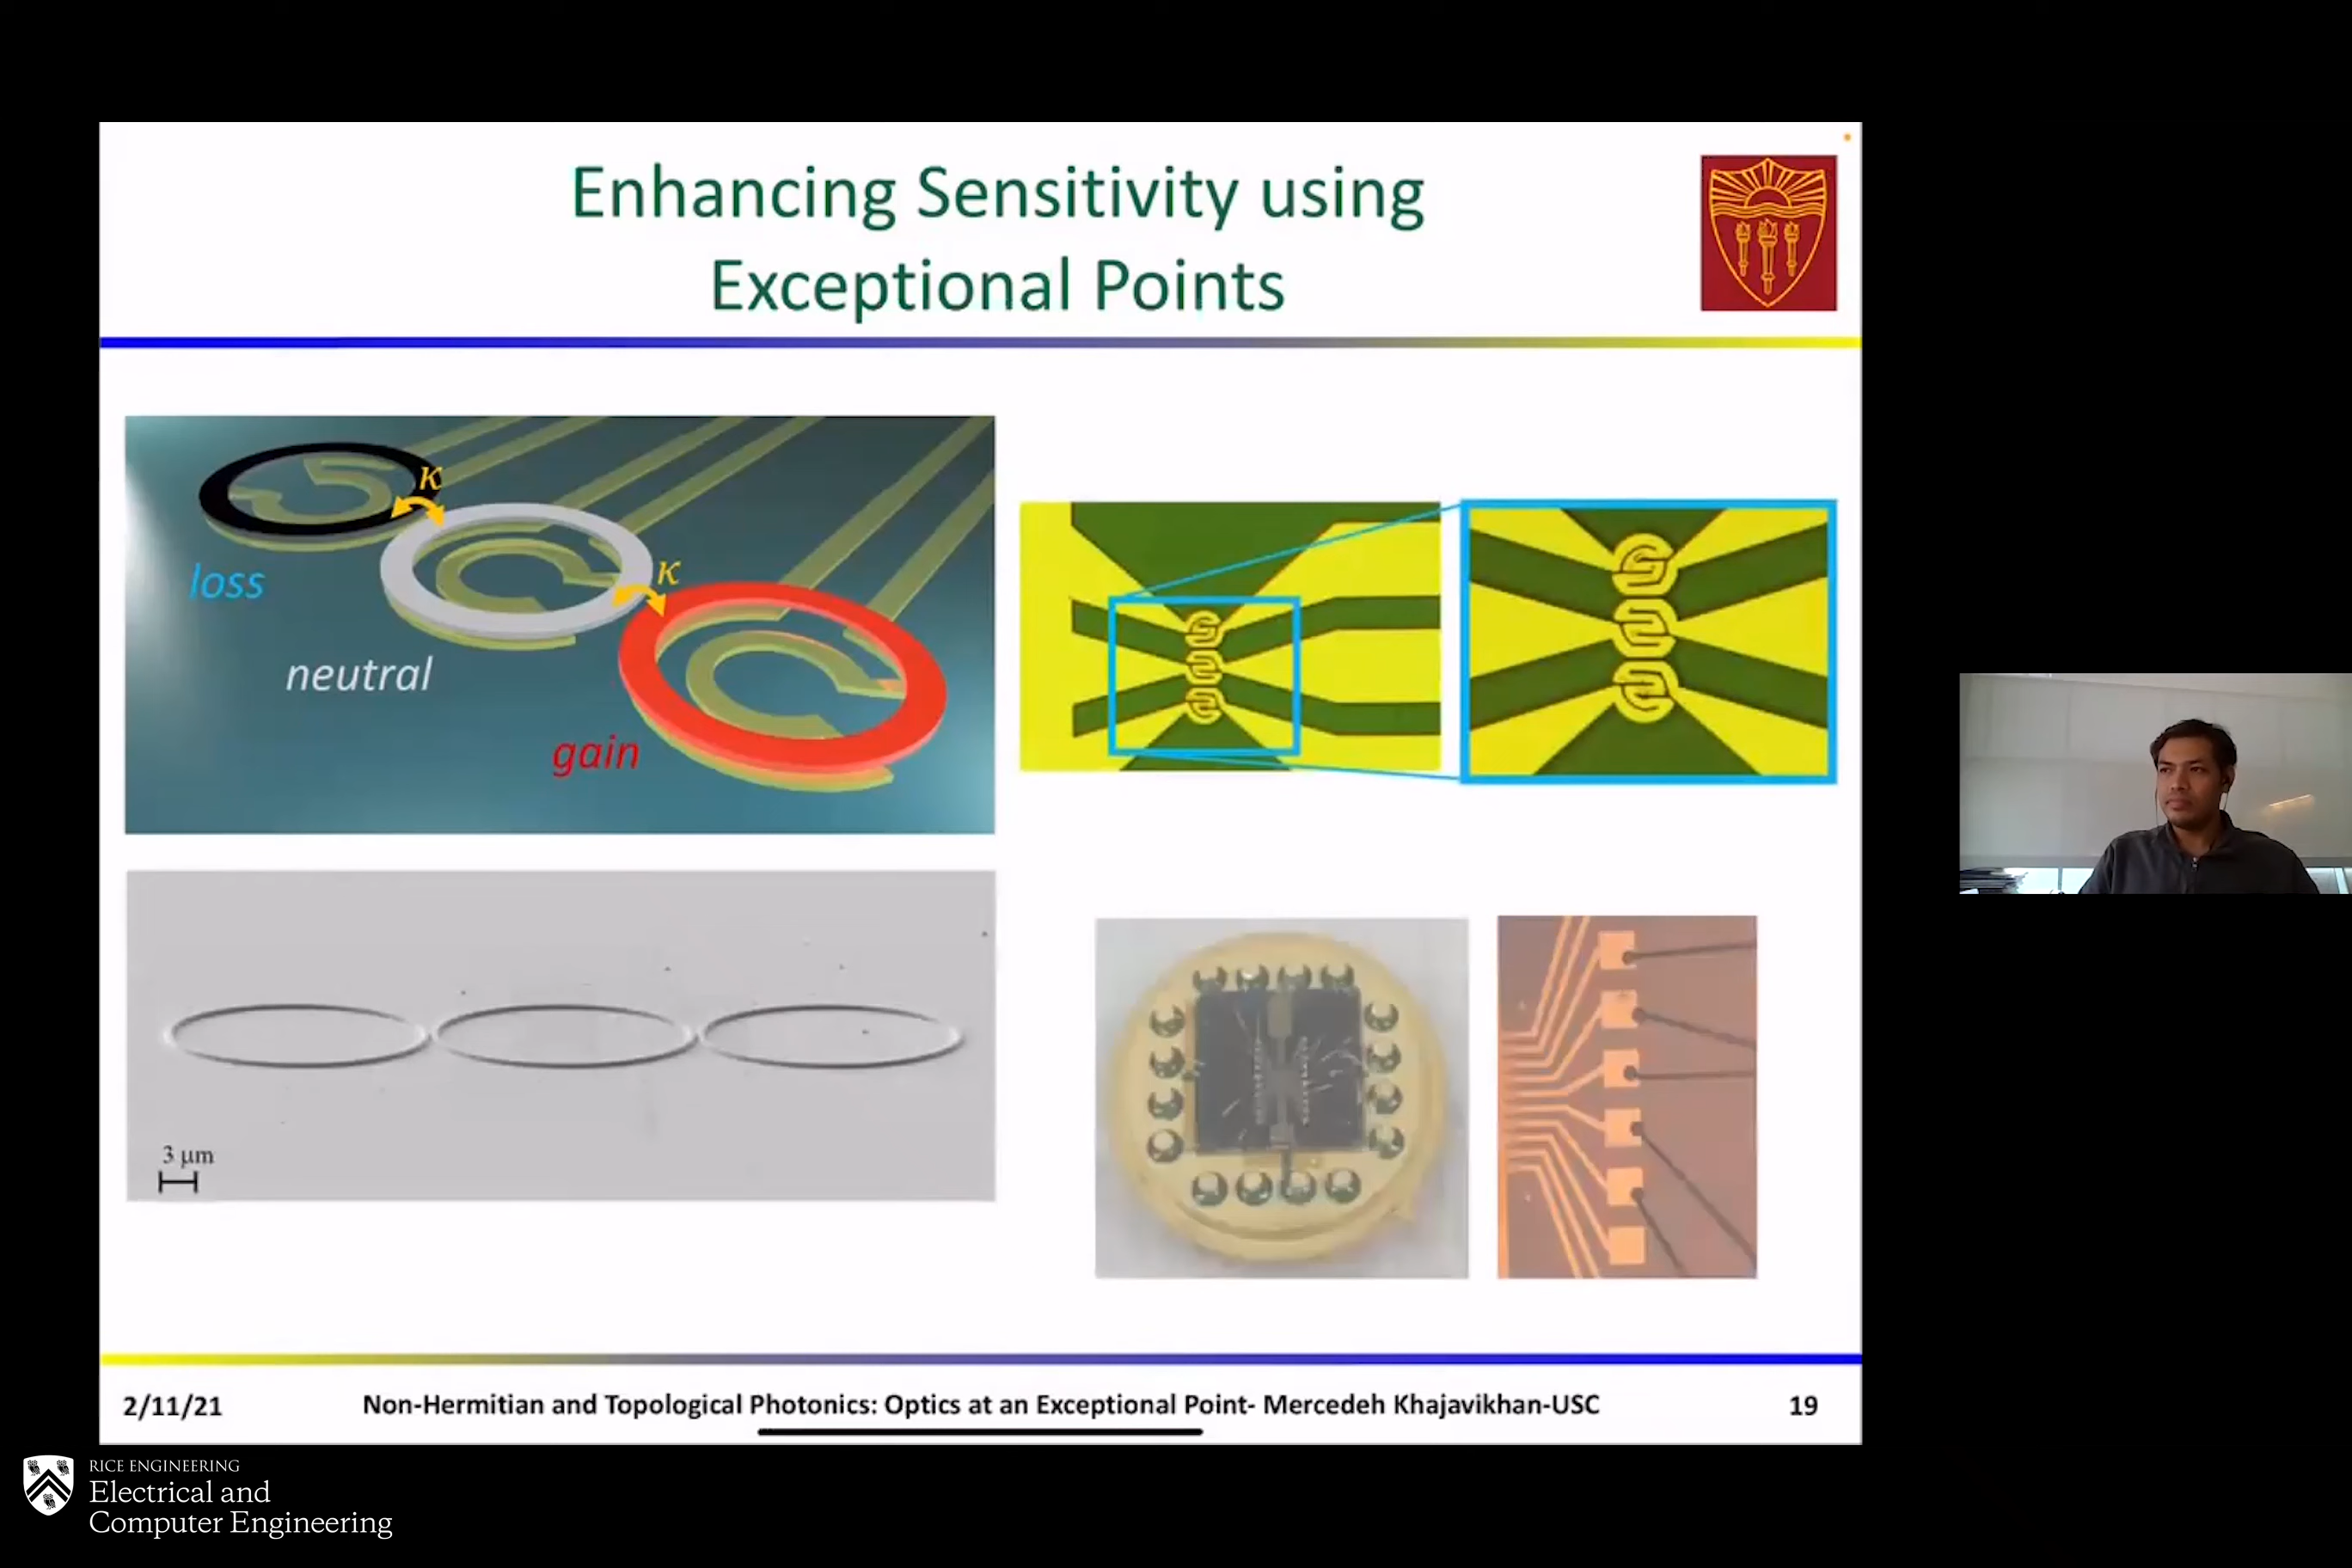 Enhancing Sensitivity using
Exceptional Points
κ
loss
κ
neutral
gain
3 μm
2/11/21
Non-Hermitian and Topological Photonics: Optics at an Exceptional Point- Mercedeh Khajavikhan-USC
19
RICE ENGINEERING
Electrical and
Computer Engineering